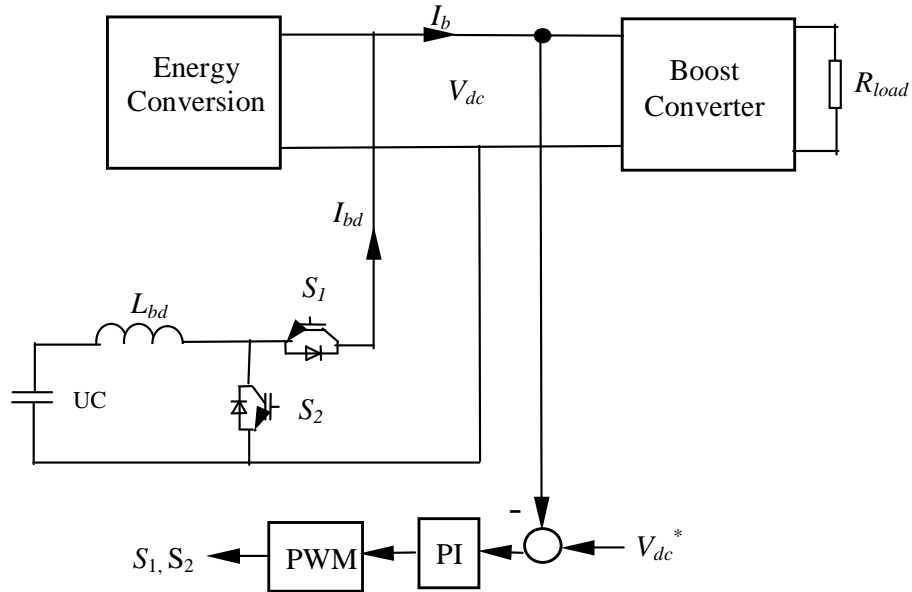 I_b
Energy
Conversion
V_dc
Boost
Converter
R_load
I_bd
L_bd
S_1
UC
S_2
-
S_1, S_2
PWM
PI
V_dc*